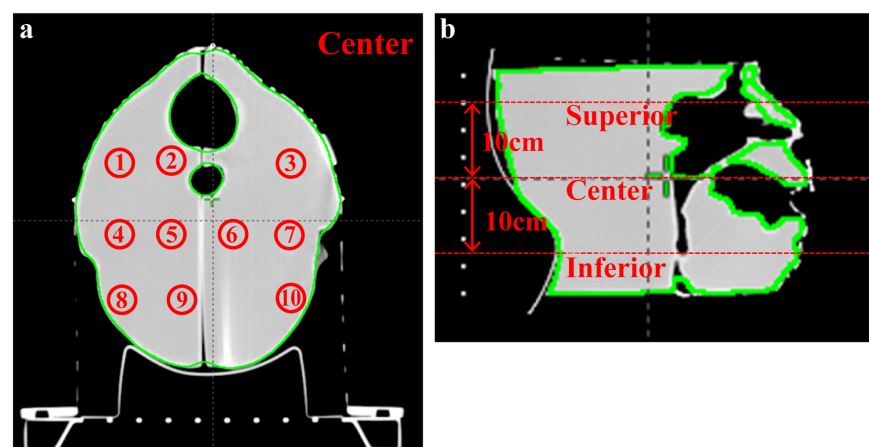 a
Center
1 2 3
4 5 6 7
8 9 10
b
Superior
10cm
Center
10cm
Inferior